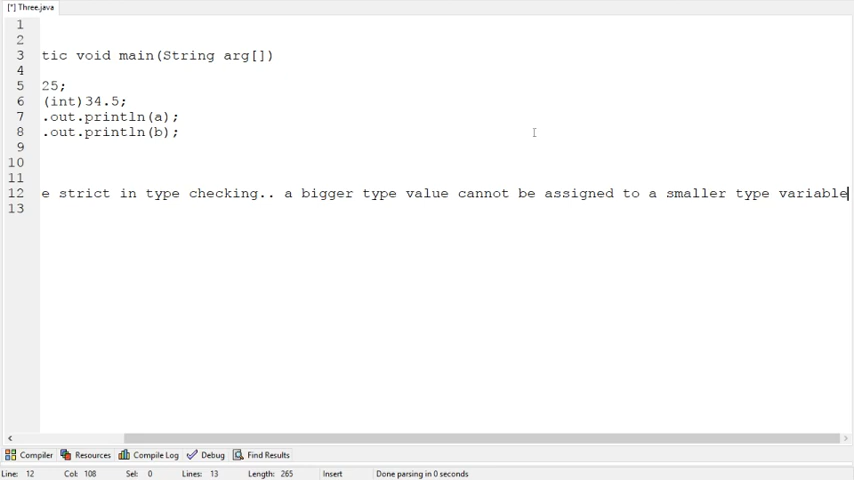 [*] Three.java
1
2
3 tic void main(String arg[])
4
5 25;
6 (int)34.5;
7 .out.println(a);
8 .out.println(b);
9
10
11
12 e strict in type checking.. a bigger type value cannot be assigned to a smaller type variable
13
Compiler Resources Compile Log Debug Find Results
Line: 12 Col: 108 Sel: 0 Lines: 13 Length: 265 Insert Done parsing in 0 seconds